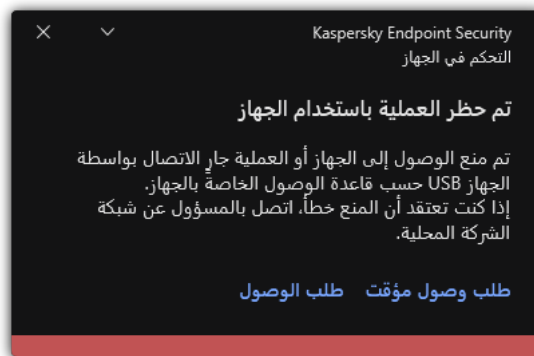 Kaspersky Endpoint Security
التحكم في الجهاز
تم حظر العملية باستخدام الجهاز
تم منع الوصول إلى الجهاز أو العملية جارٍ الاتصال بواسطة
الجهاز USB حسب قاعدة الوصول الخاصةً بالجهاز.
إذا كنت تعتقد أن المنع خطأ، اتصل بالمسؤول عن شبكة
الشركة المحلية.
طلب وصول مؤقت طلب الوصول